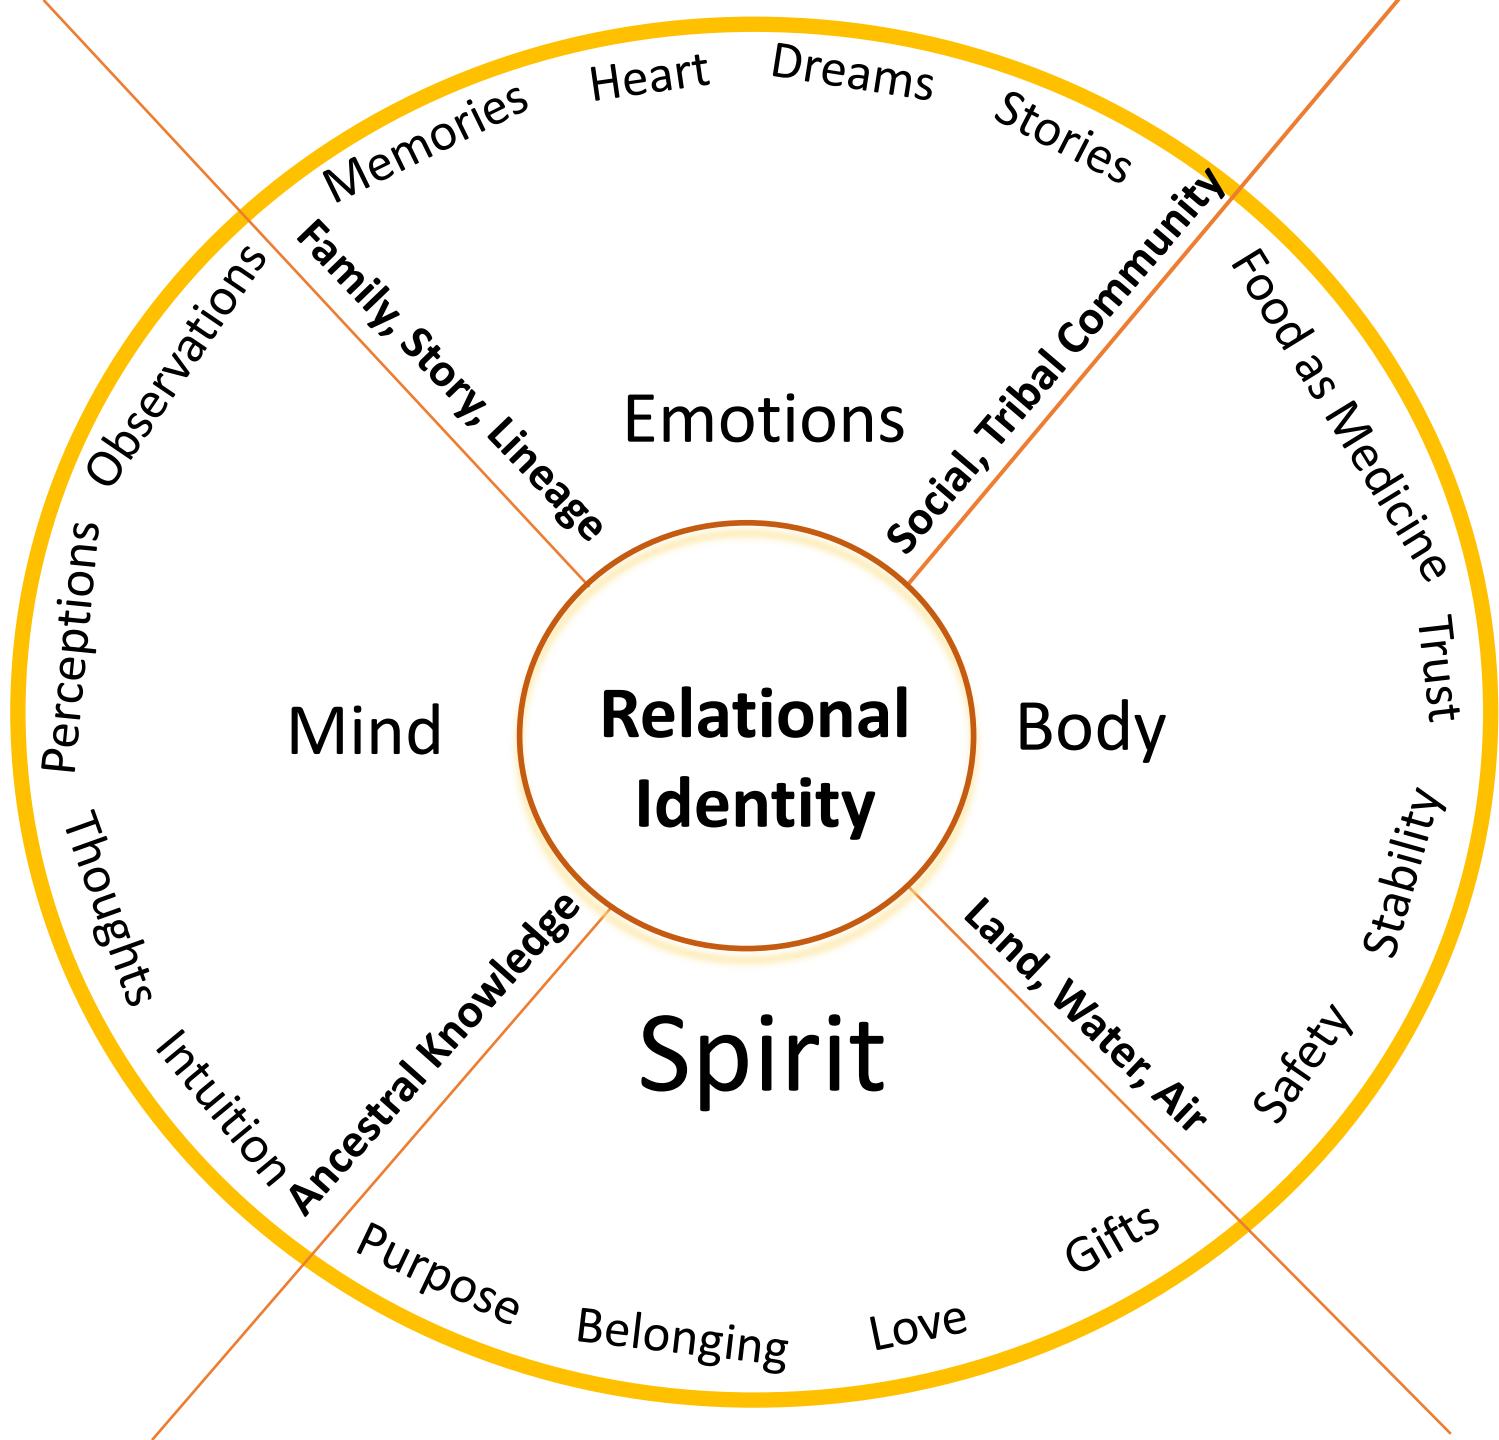 Memories
Heart
Dreams
Stories
Family, Story, Lineage
Social, Tribal Community
Emotions
Observations
Perceptions
Thoughts
Intuition
Mind
Relational
Identity
Body
Food as Medicine
Trust
Stability
Safety
Ancestral Knowledge
Land, Water, Air
Spirit
Purpose
Belonging
Love
Gifts